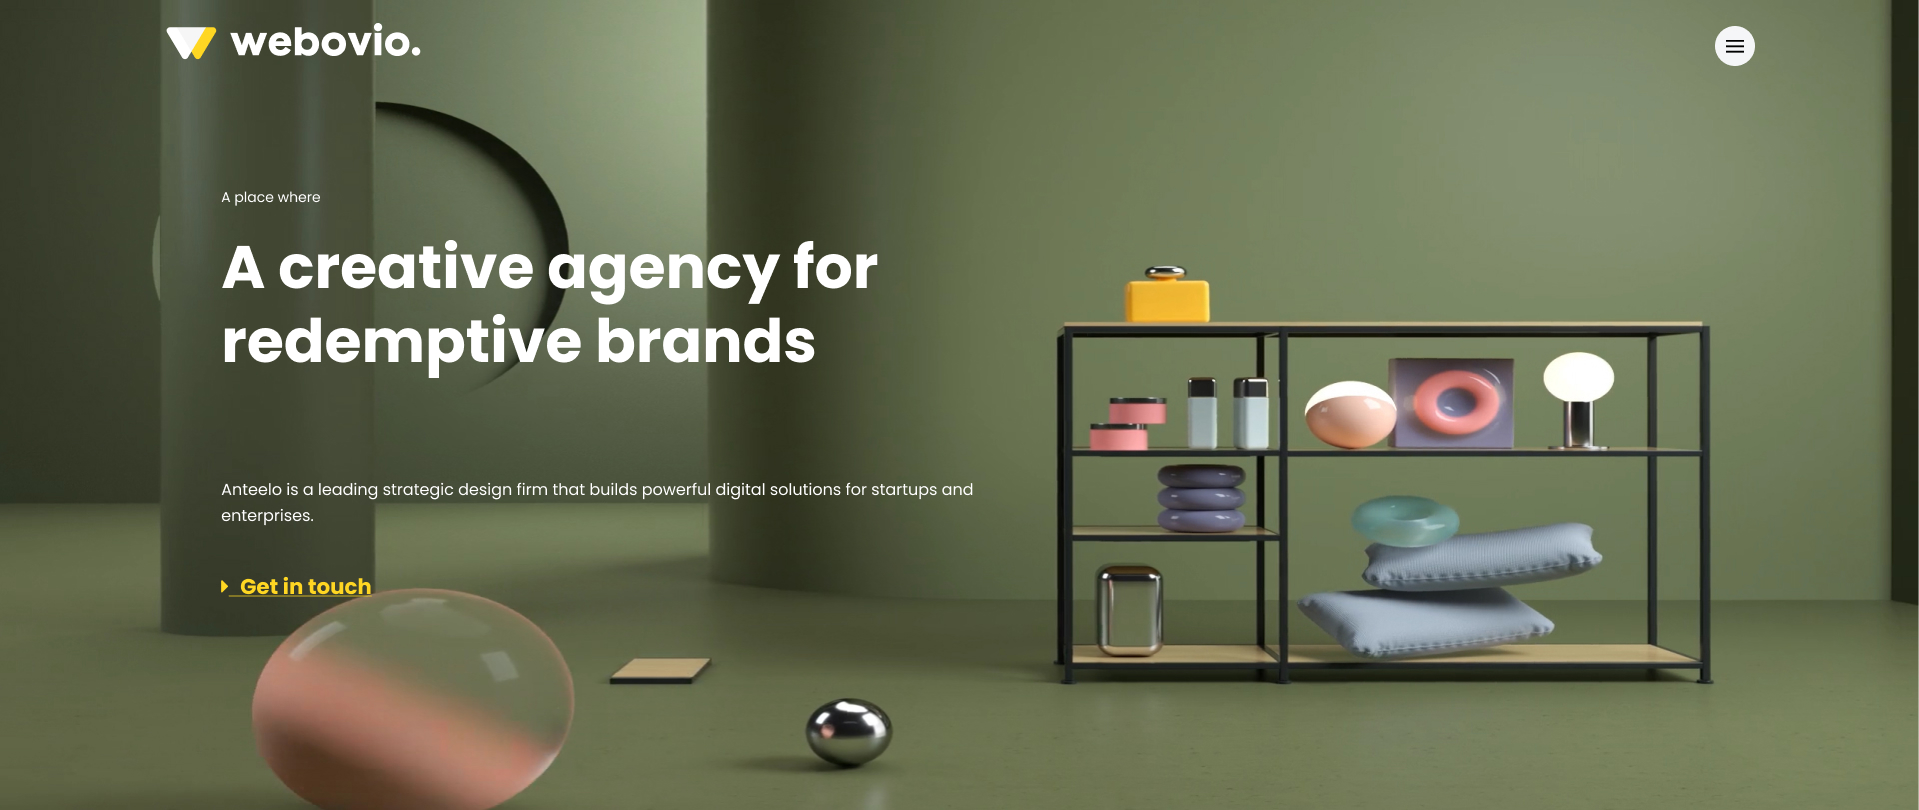 webovio.
A place where
A creative agency for
redemptive brands
Anteelo is a leading strategic design firm that builds powerful digital solutions for startups and
enterprises.
Get in touch